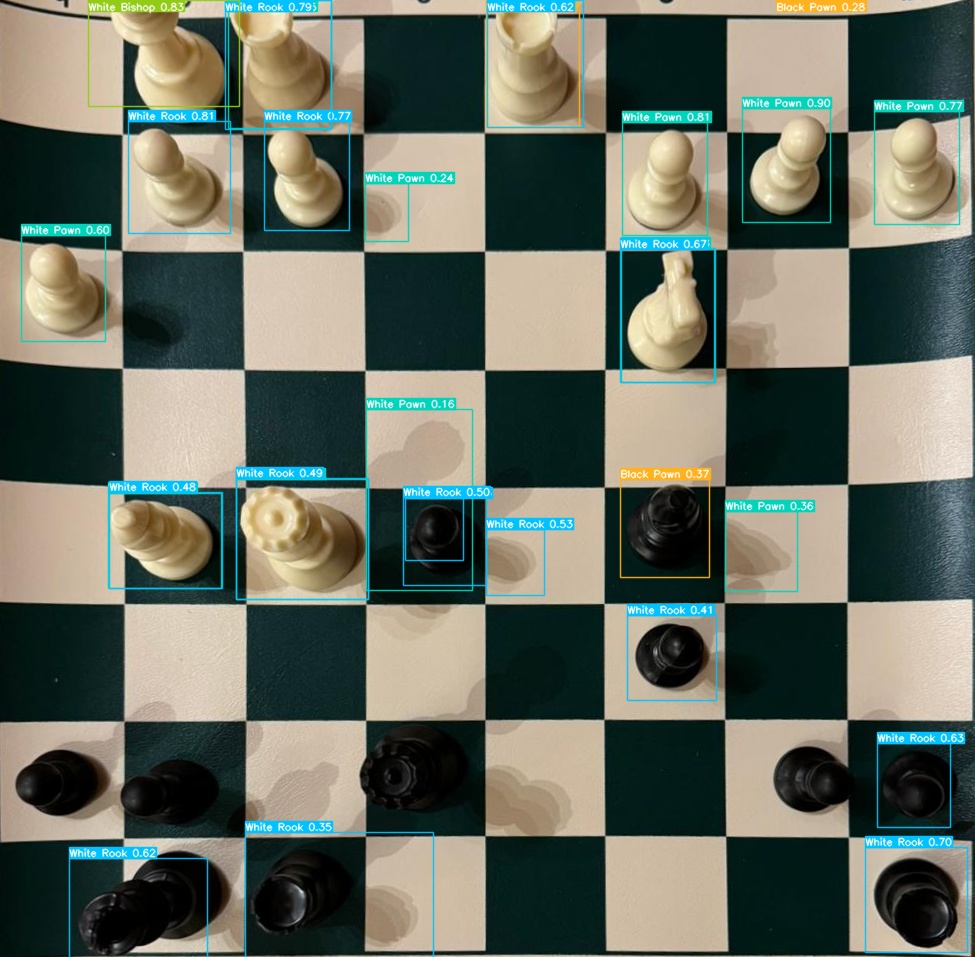 White Bishop 0.83
White Rook 0.79
White Rook 0.62
Black Pawn 0.28
White Rook 0.81
White Rook 0.77
White Pawn 0.81
White Pawn 0.90
White Pawn 0.77
White Pawn 0.24
White Pawn 0.60
White Rook 0.67
White Pawn 0.16
White Rook 0.48
White Rook 0.49
White Rook 0.50
White Rook 0.53
Black Pawn 0.37
White Pawn 0.36
White Rook 0.41
White Rook 0.63
White Rook 0.35
White Rook 0.62
White Rook 0.70